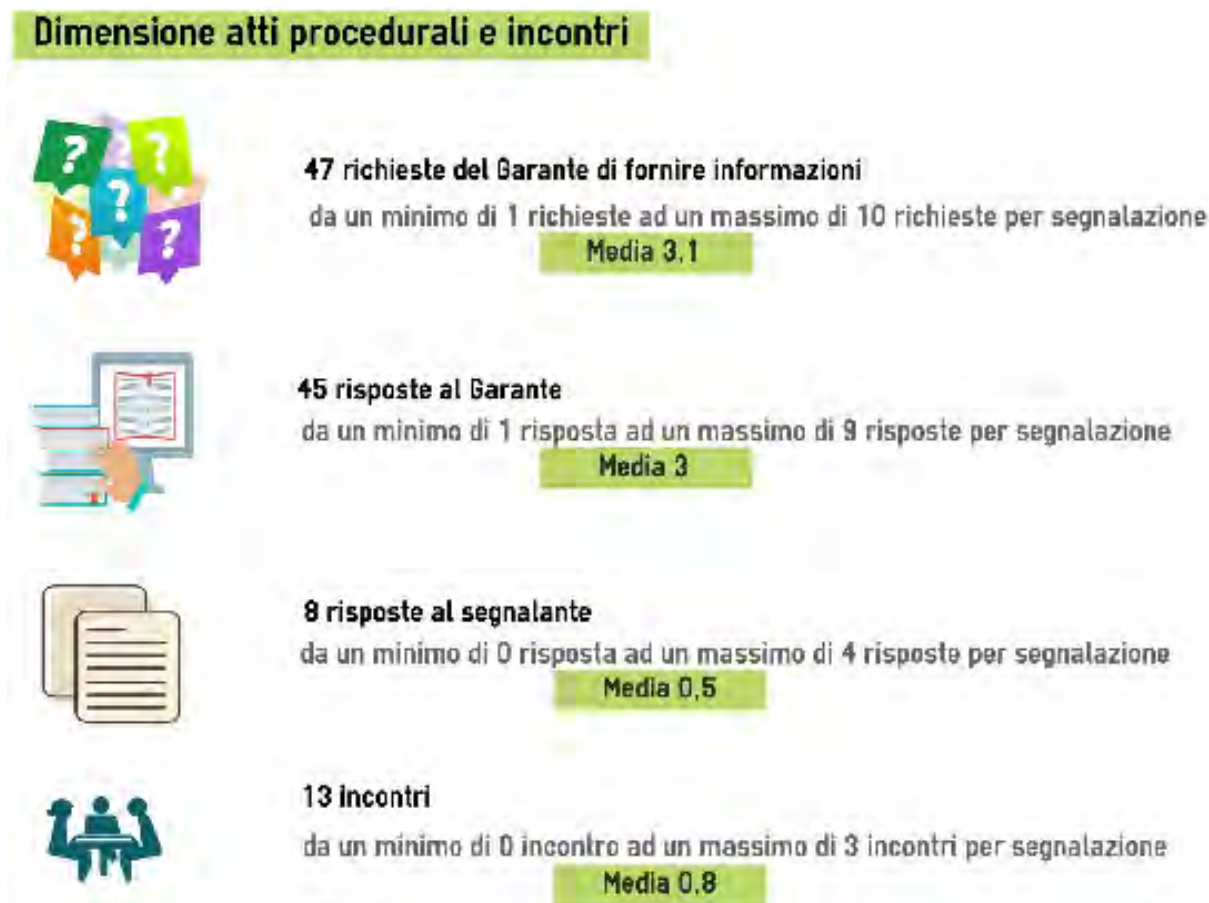 Dimensione atti procedurali e incontri
? ? ?
?
? ?
47 richieste del Garante di fornire informazioni
da un minimo di 1 richieste ad un massimo di 10 richieste per segnalazione
Media 3.1
45 risposte al Garante
da un minimo di 1 risposta ad un massimo di 9 risposte per segnalazione
Media 3
8 risposte al segnalante
da un minimo di 0 risposta ad un massimo di 4 risposte per segnalazione
Media 0,5
13 incontri
da un minimo di 0 incontro ad un massimo di 3 incontri per segnalazione
Media 0.8